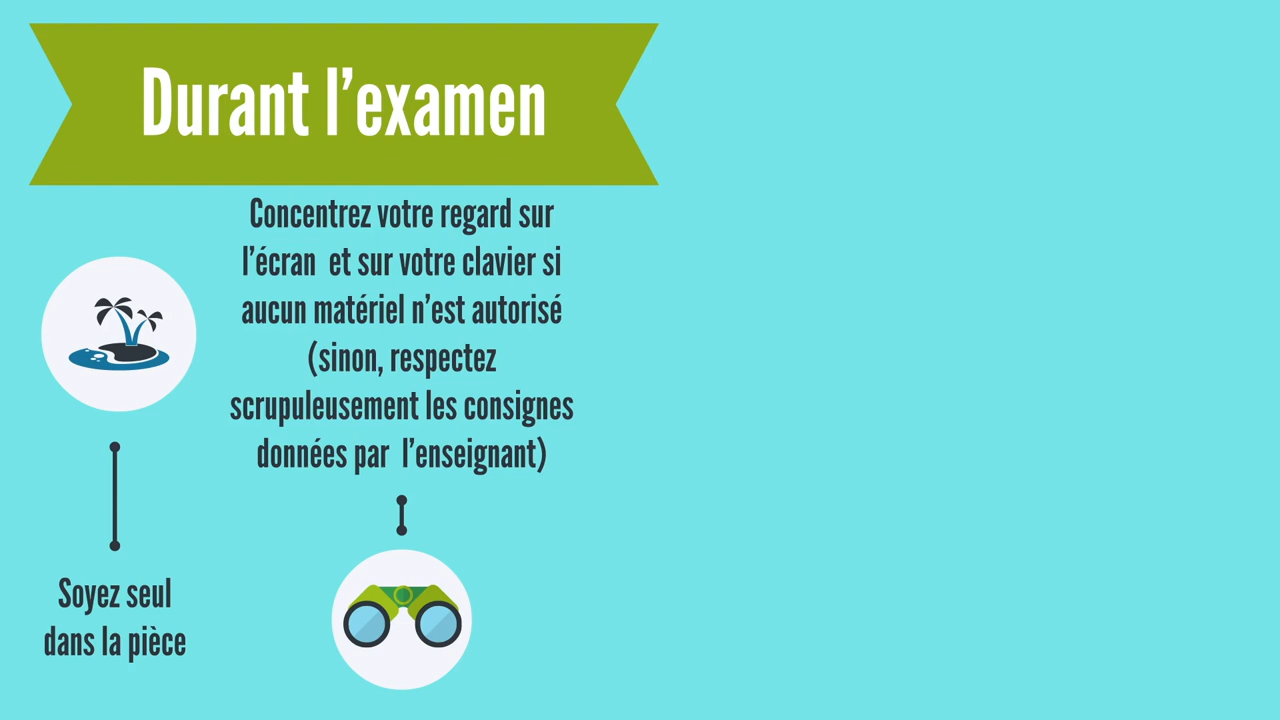 Durant l'examen
Concentrez votre regard sur
l'écran et sur votre clavier si
aucun matériel n'est autorisé
(sinon, respectez
scrupuleusement les consignes
données par l'enseignant)
Soyez seul
dans la pièce